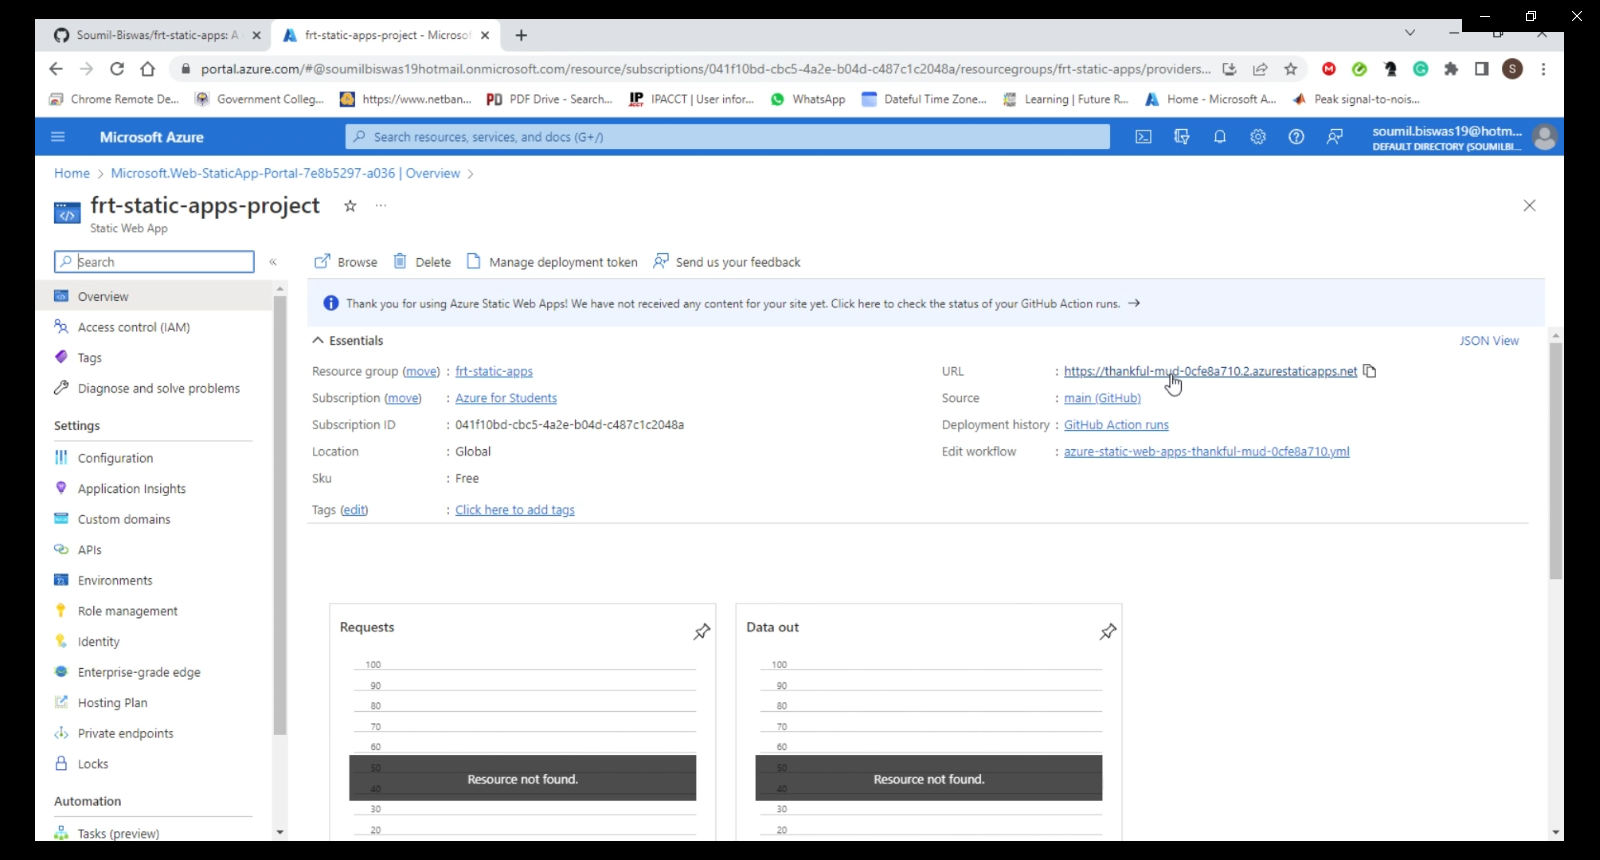 Soumil-Biswas/frt-static-apps: A
frt-static-apps-project - Microsof
portal.azure.com/#@soumilbiswas19hotmail.onmicrosoft.com/resource/subscriptions/041f10bd-cbc5-4a2e-b04d-c487c1c2048a/resourcegroups/frt-static-apps/providers...
M
S
Chrome Remote De...
Government Colleg...
https://www.netban...
PD PDF Drive - Search...
IPACCT | User infor...
WhatsApp
Dateful Time Zone...
Learning | Future R...
Home - Microsoft A...
Peak signal-to-nois...
Microsoft Azure
Search resources, services, and docs (G+/)
soumil.biswas19@hotm...
DEFAULT DIRECTORY (SOUMILBI...
Home > Microsoft.Web-StaticApp-Portal-7e8b5297-a036 | Overview >
frt-static-apps-project
Static Web App
Search
Browse
Delete
Manage deployment token
Send us your feedback
Overview
Access control (IAM)
Tags
Diagnose and solve problems
Settings
Configuration
Application Insights
Custom domains
APIs
Environments
Role management
Identity
Enterprise-grade edge
Hosting Plan
Private endpoints
Locks
Automation
Tasks (preview)
Thank you for using Azure Static Web Apps! We have not received any content for your site yet. Click here to check the status of your GitHub Action runs. →
Essentials
JSON View
Resource group (move) : frt-static-apps
Subscription (move) : Azure for Students
Subscription ID : 041f10bd-cbc5-4a2e-b04d-c487c1c2048a
Location : Global
Sku : Free
Tags (edit) : Click here to add tags
URL : https://thankful-mud-0cfe8a710.2.azurestaticapps.net
Source : main (GitHub)
Deployment history : GitHub Action runs
Edit workflow : azure-static-web-apps-thankful-mud-0cfe8a710.yml
Requests
100
90
80
70
60
50
Resource not found.
40
30
20
Data out
100
90
80
70
60
50
Resource not found.
40
30
20